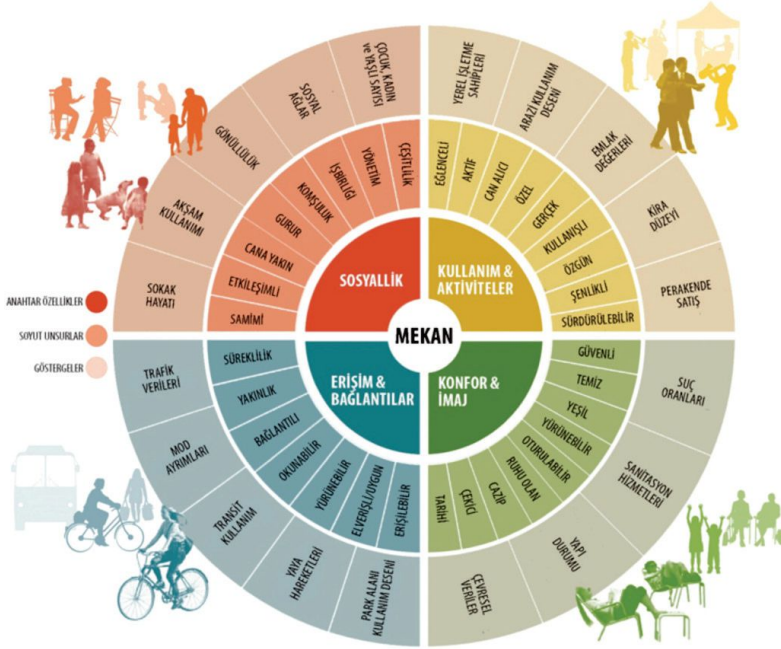 ÇOCUK, KADIN
ve YAŞLI SAYISI
SOSYAL
AĞLAR
GÖNÜLLÜLÜK
AKŞAM
KULLANIMI
SOKAK
HAYATI
YEREL İŞLETME
SAHİPLERİ
ARAZİ KULLANIM
DESENİ
EMLAK
DEĞERLERİ
KİRA
DÜZEYİ
PERAKENDE
SATIŞ
ÇEŞİTLİLİK
YÖNETİM
İŞBİRLİĞİ
KOMŞULUK
GURUR
CANA YAKIN
ETKİLEŞİMLİ
SAMİMİ
EĞLENCELİ
AKTİF
CAN ALICI
ÖZEL
GERÇEK
KULLANIŞLI
ÖZGÜN
ŞENLİKLİ
SÜRDÜRÜLEBİLİR
SOSYALLİK
KULLANIM &
AKTİVİTELER
MEKAN
ERİŞİM &
BAĞLANTILAR
KONFOR &
İMAJ
ANAHTAR ÖZELLİKLER
SOYUT UNSURLAR
GÖSTERGELER
SÜREKLİLİK
YAKINLIK
BAĞLANTILI
OKUNABİLİR
YÜRÜNEBİLİR
ELVERİŞLİ/UYGUN
ERİŞİLEBİLİR
GÜVENLİ
TEMİZ
YEŞİL
YÜRÜNEBİLİR
OTURULABİLİR
RUHU OLAN
CAZİP
ÇEKİCİ
TARİHİ
TRAFİK
VERİLERİ
MOD
AYRIMLARI
TRANSİT
KULLANIM
YAYA
HAREKETLERİ
PARK ALANI
KULLANIM DESENİ
SUÇ
ORANLARI
SANİTASYON
HİZMETLERİ
YAPI
DURUMU
ÇEVRESEL
VERİLER